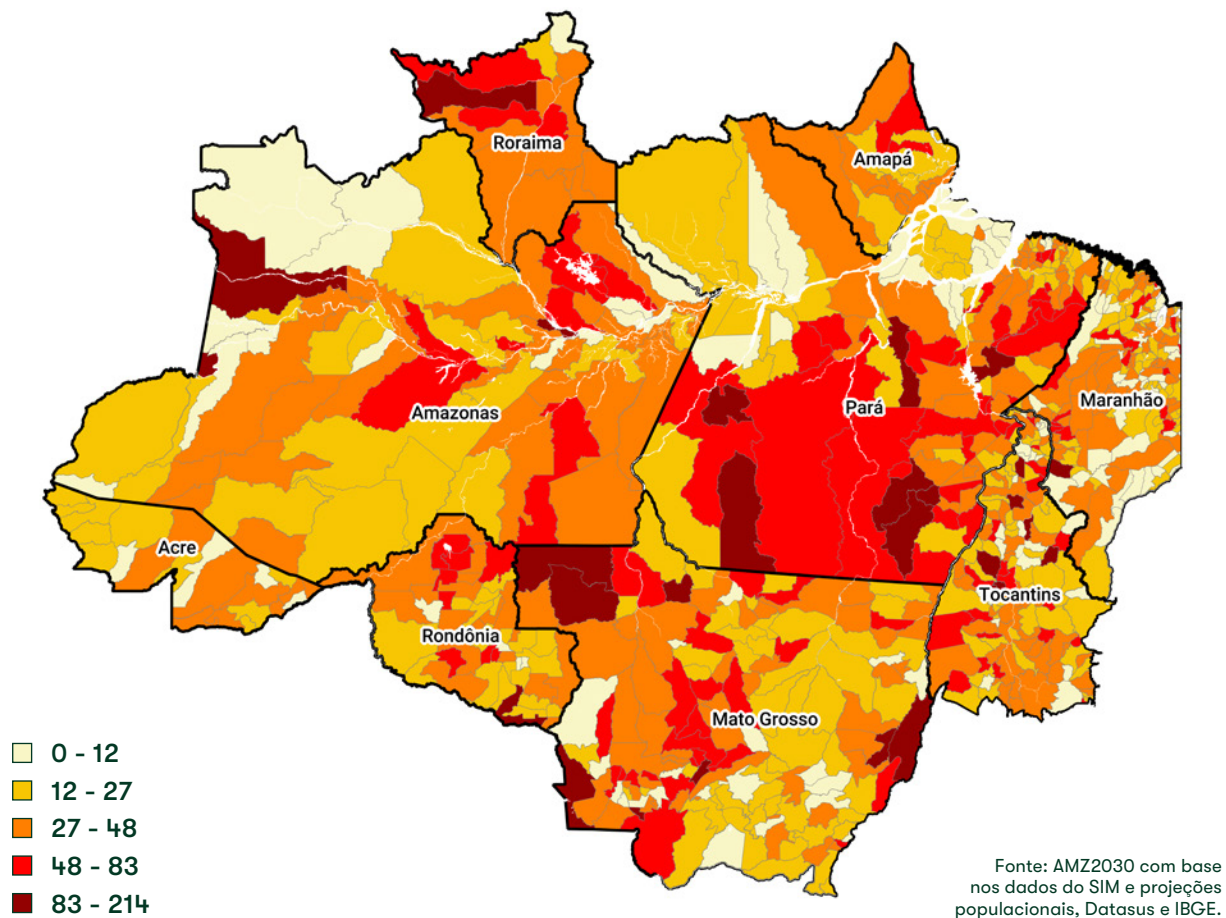 Roraima
Amapá
Amazonas
Pará
Maranhão
Acre
Tocantins
Rondônia
Mato Grosso
0 - 12
12 - 27
27 - 48
48 - 83
83 - 214
Fonte: AMZ2030 com base
nos dados do SIM e projeções
populacionais, Datasus e IBGE.